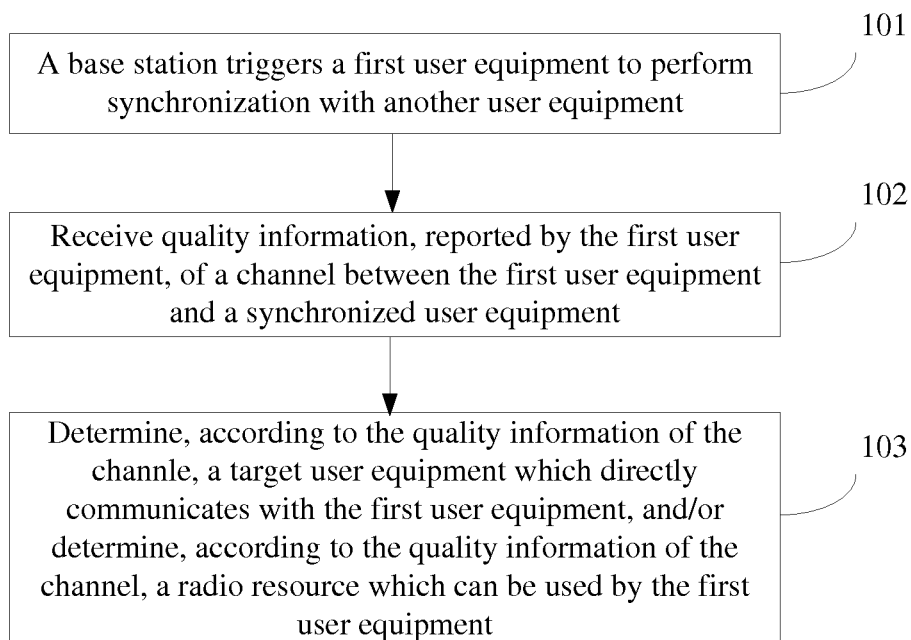 101
A base station triggers a first user equipment to perform
synchronization with another user equipment
102
Receive quality information, reported by the first user
equipment, of a channel between the first user equipment
and a synchronized user equipment
103
Determine, according to the quality information of the
channle, a target user equipment which directly
communicates with the first user equipment, and/or
determine, according to the quality information of the
channel, a radio resource which can be used by the first
user equipment